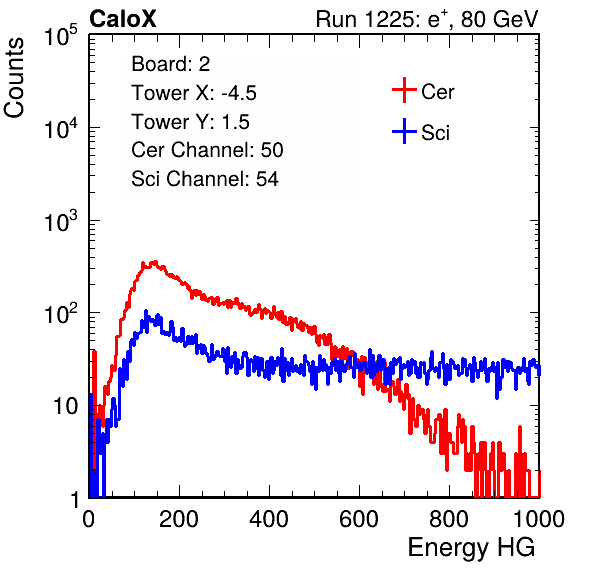 CaloX Run 1225: e⁺, 80 GeV
Counts
Board: 2
Tower X: -4.5
Tower Y: 1.5
Cer Channel: 50
Sci Channel: 54
Cer
Sci
10⁵
10⁴
10³
10²
10
1
0 200 400 600 800 1000
Energy HG